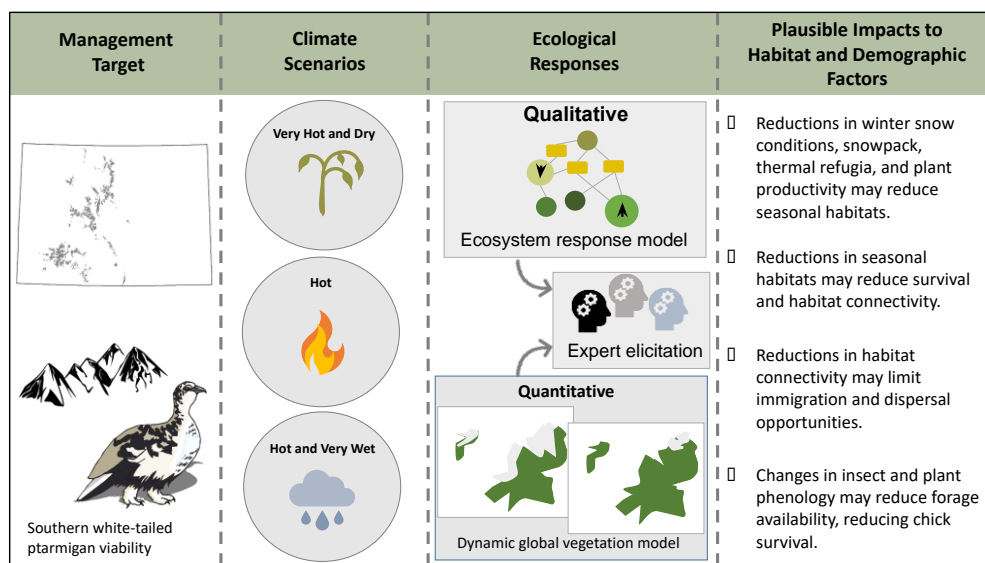 Management
Target
Climate
Scenarios
Ecological
Responses
Plausible Impacts to
Habitat and Demographic
Factors
Southern white-tailed
ptarmigan viability
Very Hot and Dry
Hot
Hot and Very Wet
Qualitative
Ecosystem response model
Expert elicitation
Quantitative
Dynamic global vegetation model
Reductions in winter snow
conditions, snowpack,
thermal refugia, and plant
productivity may reduce
seasonal habitats.
Reductions in seasonal
habitats may reduce survival
and habitat connectivity.
Reductions in habitat
connectivity may limit
immigration and dispersal
opportunities.
Changes in insect and plant
phenology may reduce forage
availability, reducing chick
survival.